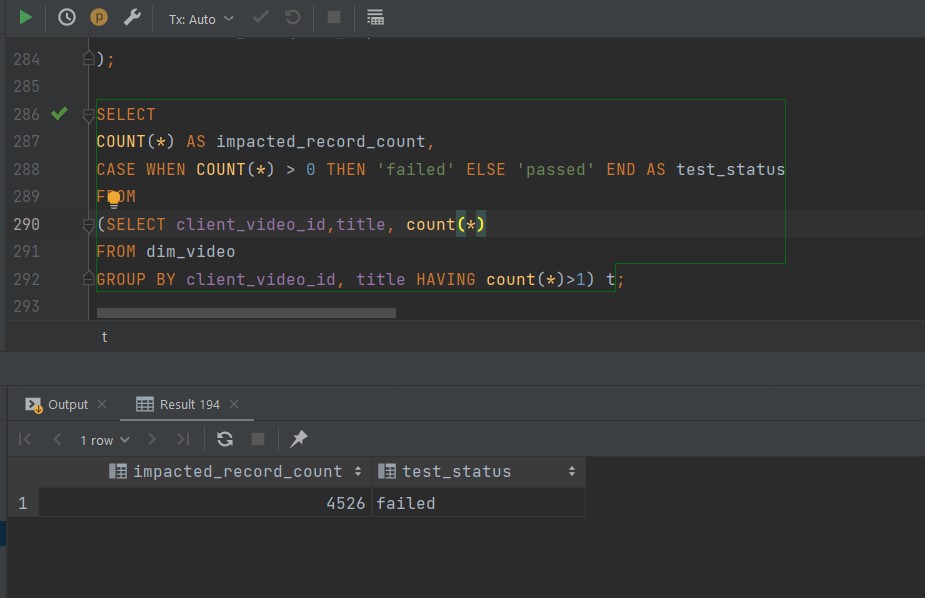 Tx: Auto
284 );
285
286 SELECT
287 COUNT(*) AS impacted_record_count,
288 CASE WHEN COUNT(*) > 0 THEN 'failed' ELSE 'passed' END AS test_status
289 FROM
290 (SELECT client_video_id,title, count(*)
291 FROM dim_video
292 GROUP BY client_video_id, title HAVING count(*)>1) t;
293
t
Output Result 194
1 row
impacted_record_count test_status
1 4526 failed